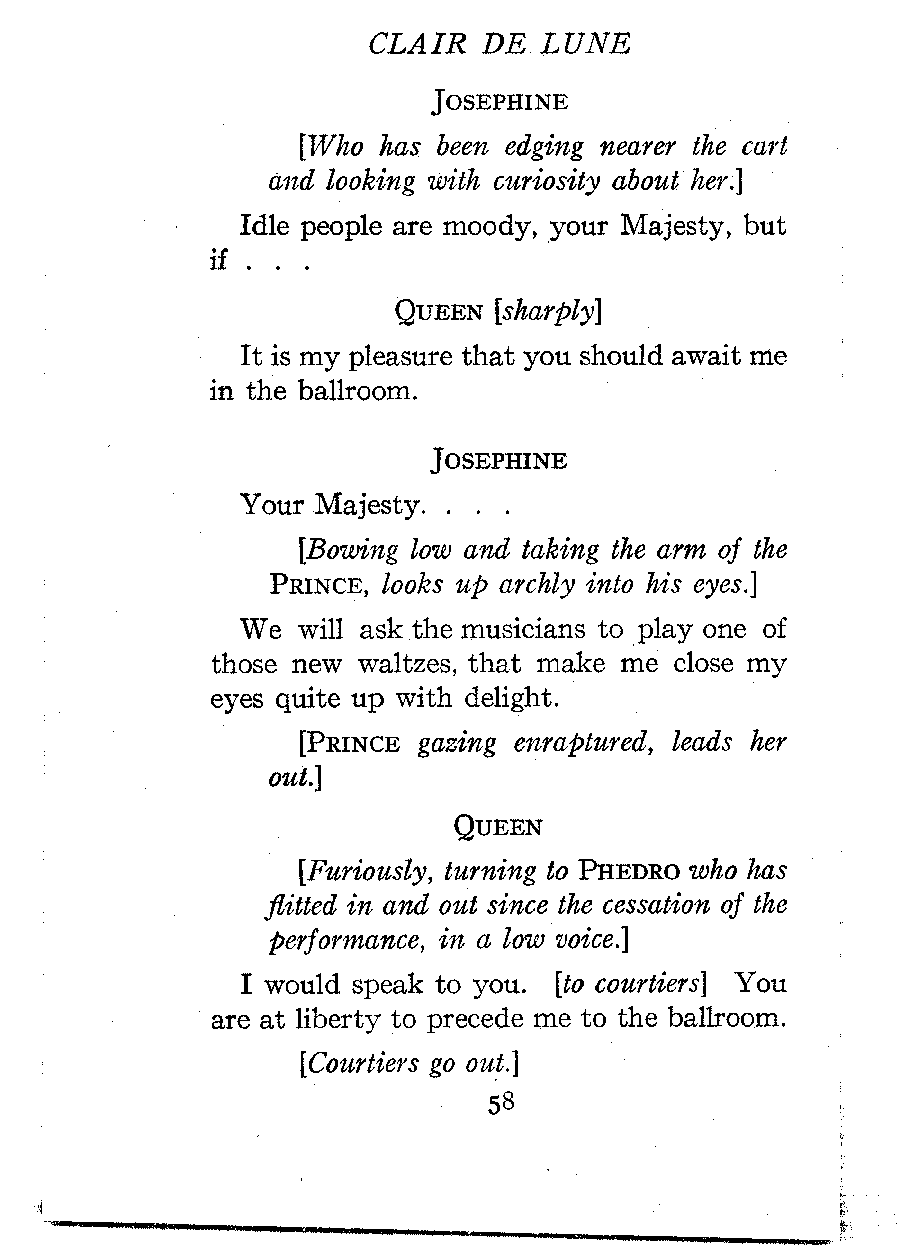 CLAIR DE LUNE
JOSEPHINE
[Who has been edging nearer the cart
and looking with curiosity about her.]
Idle people are moody, your Majesty, but
if . . .
QUEEN [sharply]
It is my pleasure that you should await me
in the ballroom.
JOSEPHINE
Your Majesty. . . .
[Bowing low and taking the arm of the
PRINCE, looks up archly into his eyes.]
We will ask the musicians to play one of
those new waltzes, that make me close my
eyes quite up with delight.
[PRINCE gazing enraptured, leads her
out.]
QUEEN
[Furiously, turning to PHEDRO who has
flitted in and out since the cessation of the
performance, in a low voice.]
I would speak to you. [to courtiers] You
are at liberty to precede me to the ballroom.
[Courtiers go out.]
58